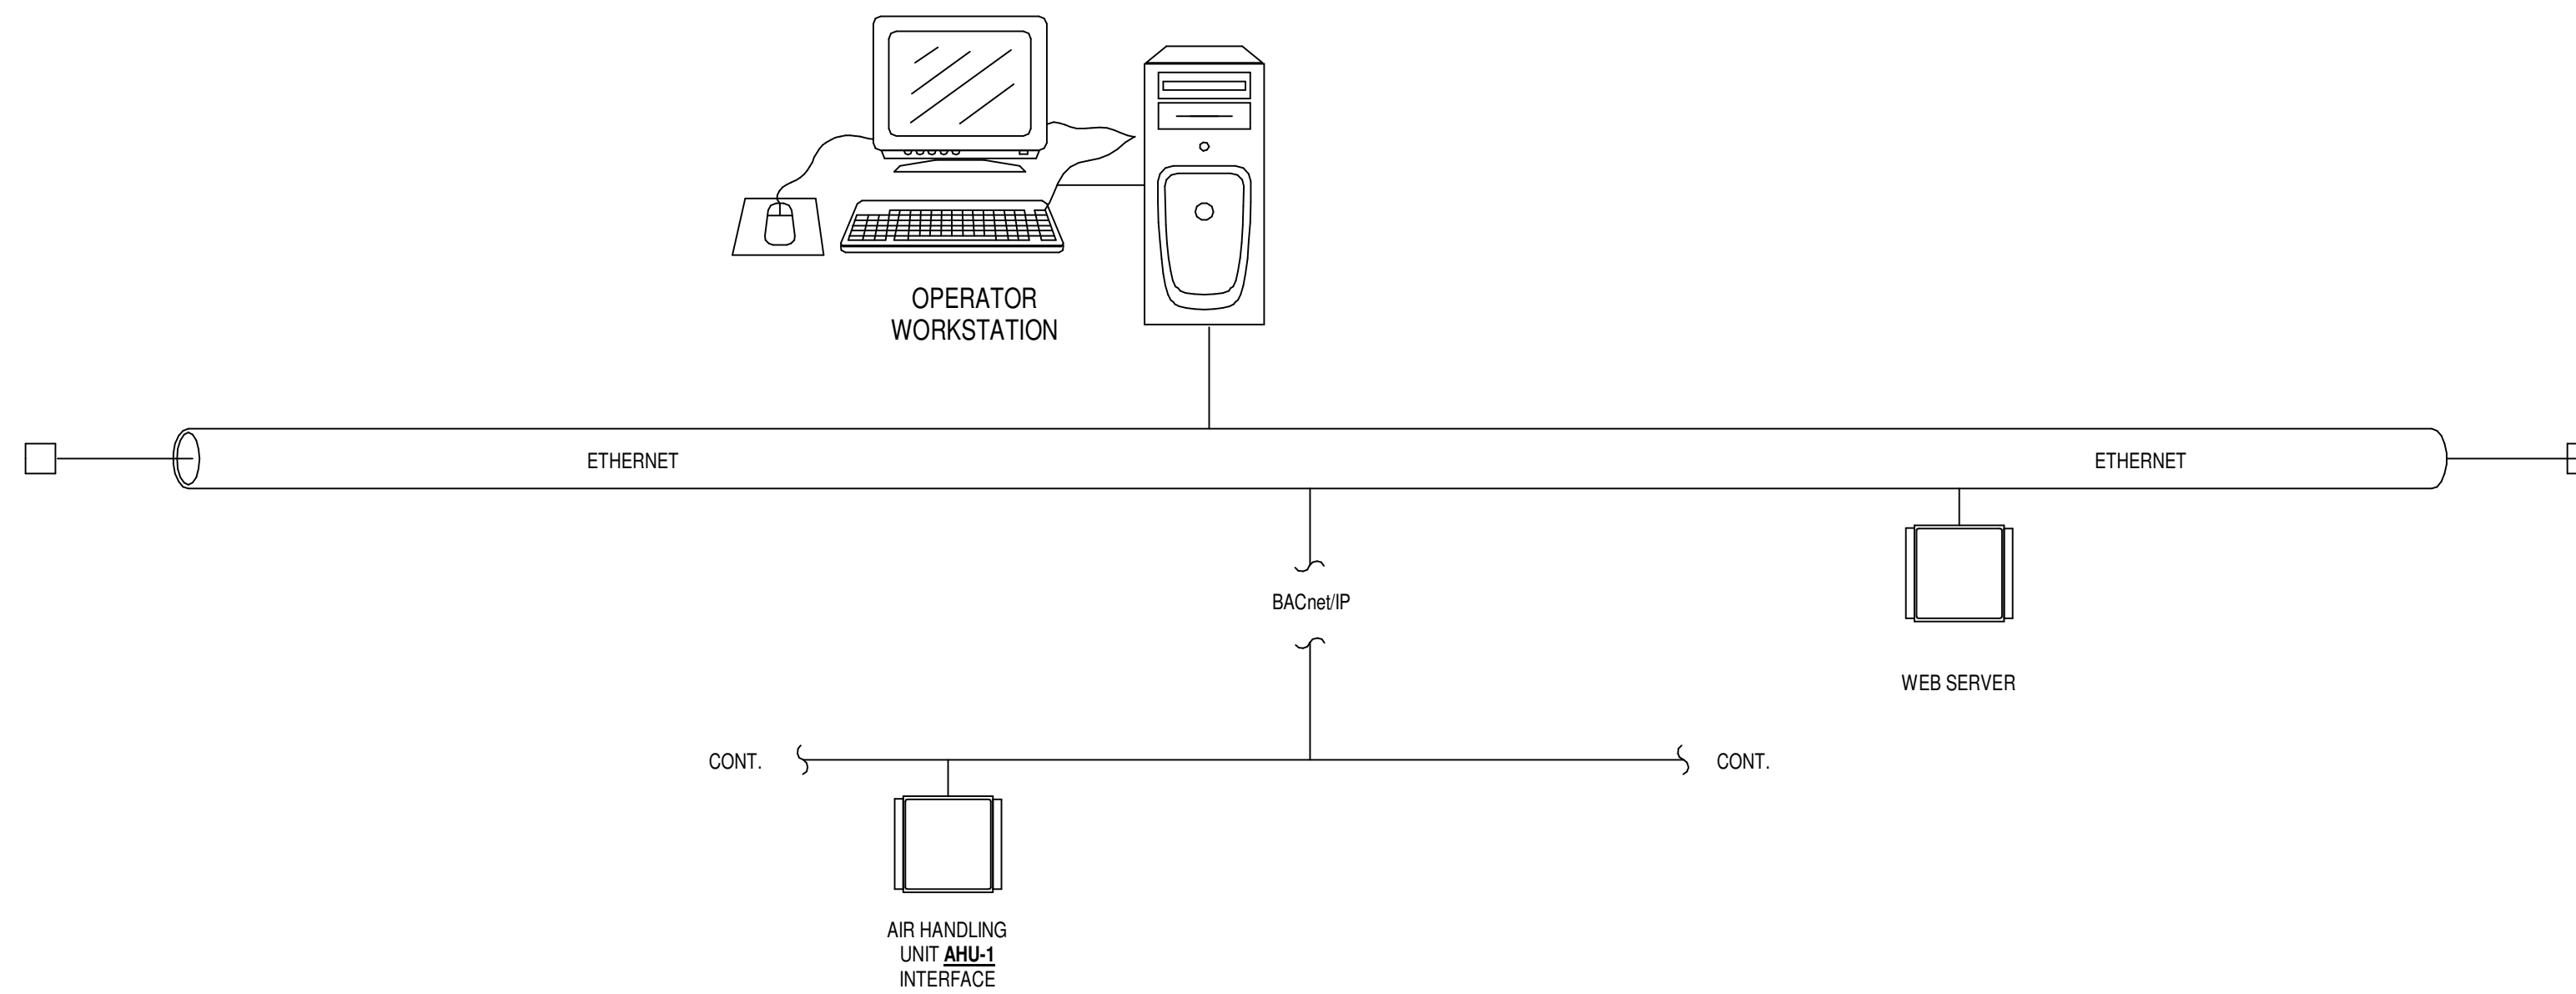 OPERATOR
WORKSTATION
ETHERNET
ETHERNET
BACnet/IP
WEB SERVER
CONT.
CONT.
AIR HANDLING
UNIT AHU-1
INTERFACE